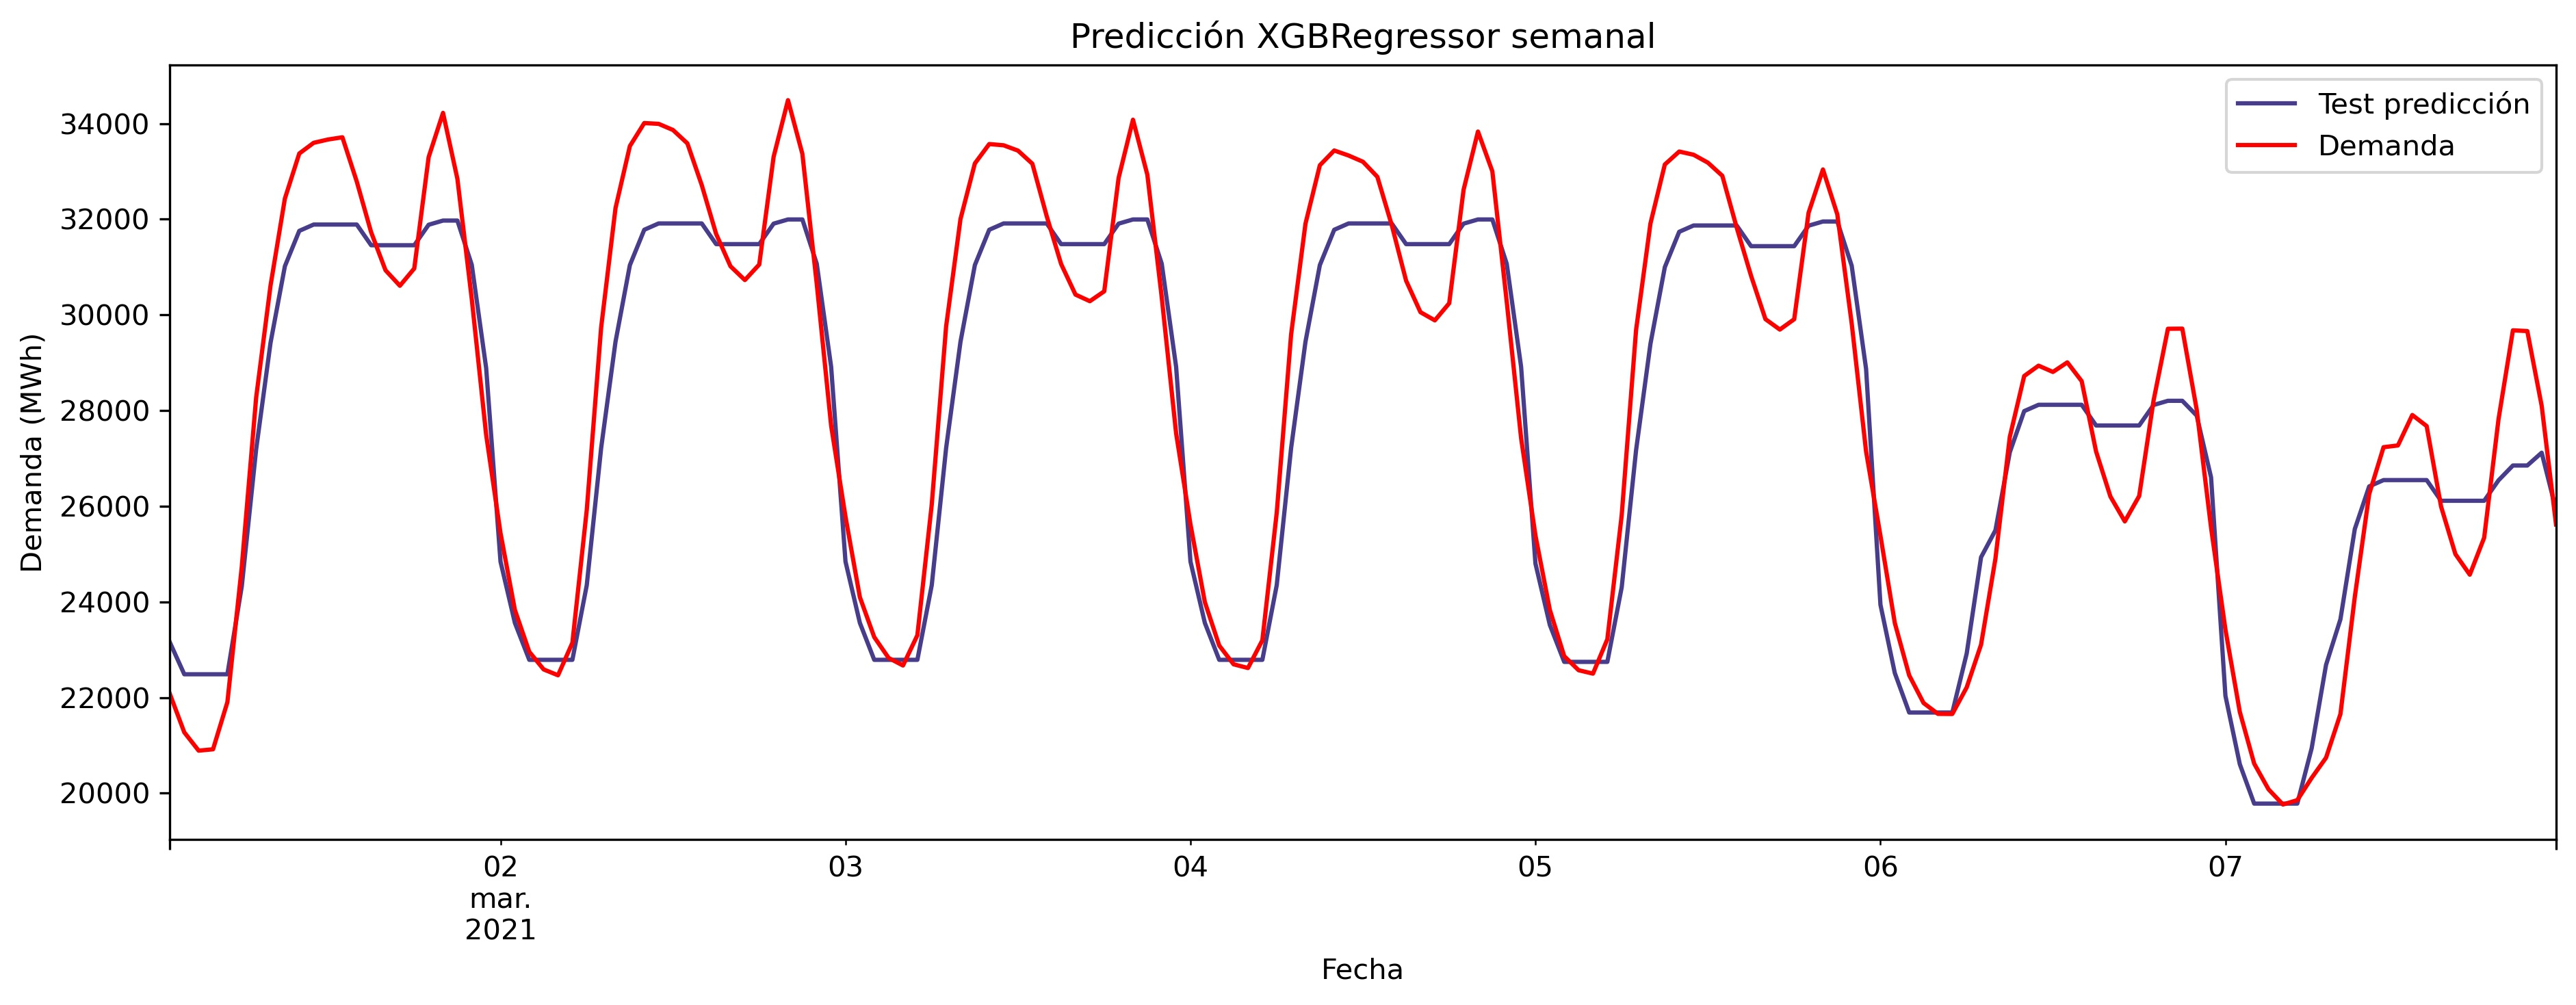 Predicción XGBRegressor semanal
Test predicción
Demanda
34000
32000
30000
28000
26000
24000
22000
20000
Demanda (MWh)
02
mar.
2021
03
04
05
06
07
Fecha